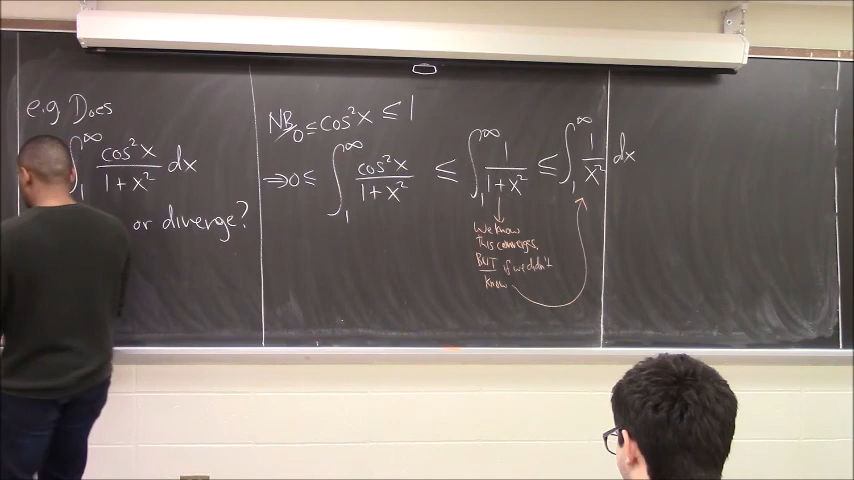 e.g Does
∫₁^∞ cos²x / 1 + x² dx
or diverge?
NB/ 0 ≤ cos²x ≤ 1
⇒ 0 ≤ ∫₁^∞ cos²x / 1 + x² ≤ ∫₁^∞ 1 / 1 + x² ≤ ∫₁^∞ 1 / x² dx
We know
this converges,
BUT if we didn't
know